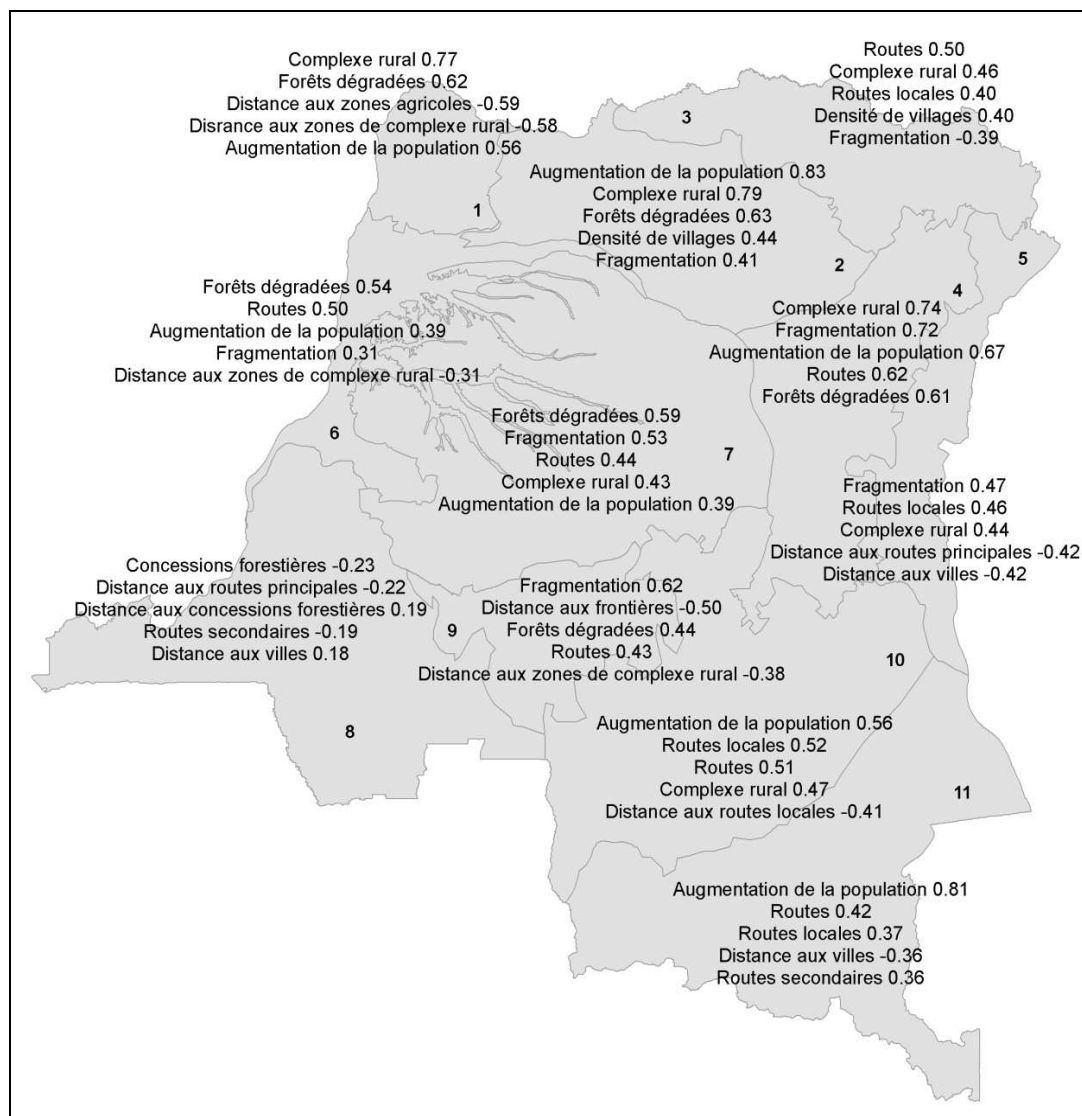 Complexe rural 0.77
Forêts dégradées 0.62
Distance aux zones agricoles -0.59
Disrance aux zones de complexe rural -0.58
Augmentation de la population 0.56
1
Routes 0.50
Complexe rural 0.46
Routes locales 0.40
Densité de villages 0.40
Fragmentation -0.39
3
Augmentation de la population 0.83
Complexe rural 0.79
Forêts dégradées 0.63
Densité de villages 0.44
Fragmentation 0.41
2
5
4
Complexe rural 0.74
Fragmentation 0.72
Augmentation de la population 0.67
Routes 0.62
Forêts dégradées 0.61
Forêts dégradées 0.54
Routes 0.50
Augmentation de la population 0.39
Fragmentation 0.31
Distance aux zones de complexe rural -0.31
6
Forêts dégradées 0.59
Fragmentation 0.53
Routes 0.44
Complexe rural 0.43
Augmentation de la population 0.39
7
Fragmentation 0.47
Routes locales 0.46
Complexe rural 0.44
Distance aux routes principales -0.42
Distance aux villes -0.42
Concessions forestières -0.23
Distance aux routes principales -0.22
Distance aux concessions forestières 0.19
Routes secondaires -0.19
Distance aux villes 0.18
8
9
Fragmentation 0.62
Distance aux frontières -0.50
Forêts dégradées 0.44
Routes 0.43
Distance aux zones de complexe rural -0.38
10
Augmentation de la population 0.56
Routes locales 0.52
Routes 0.51
Complexe rural 0.47
Distance aux routes locales -0.41
11
Augmentation de la population 0.81
Routes 0.42
Routes locales 0.37
Distance aux villes -0.36
Routes secondaires 0.36